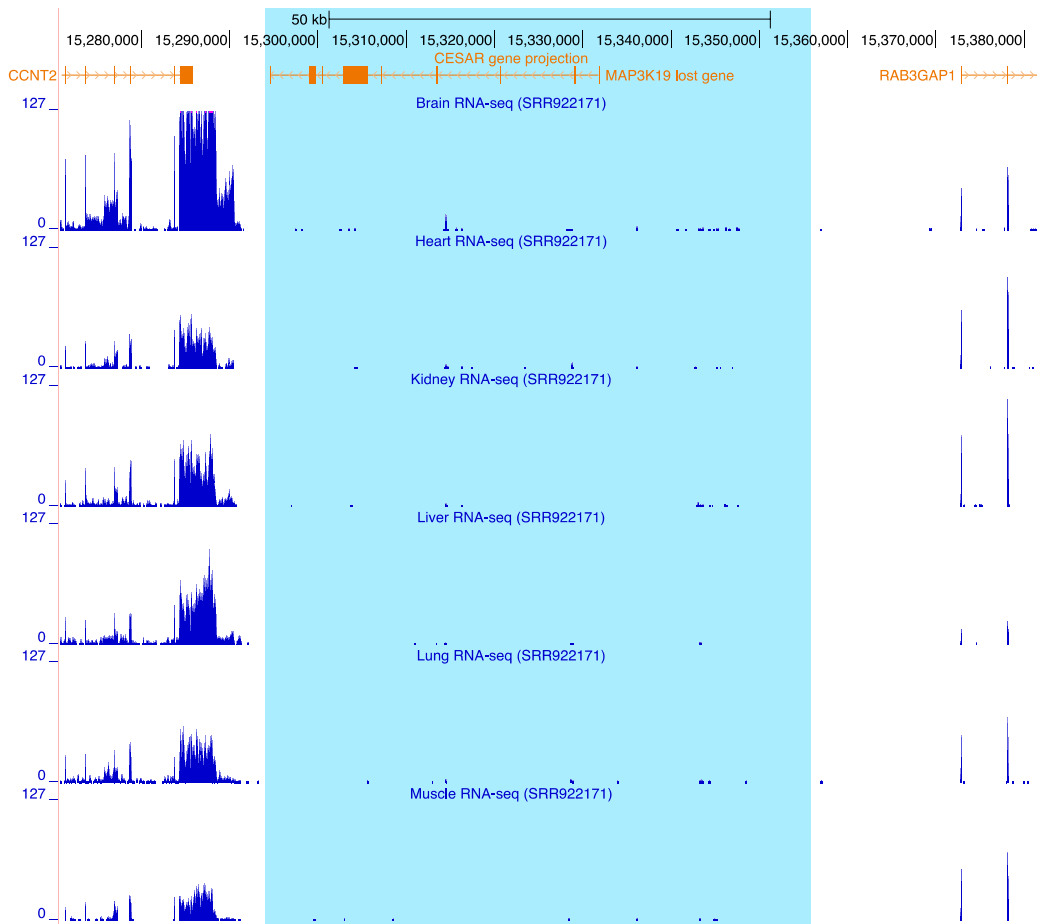 50 kb
15,280,000 15,290,000 15,300,000 15,310,000 15,320,000 15,330,000 15,340,000 15,350,000 15,360,000 15,370,000 15,380,000
CESAR gene projection
CCNT2 MAP3K19 lost gene RAB3GAP1
127 Brain RNA-seq (SRR922171)
0
Heart RNA-seq (SRR922171)
127
0
Kidney RNA-seq (SRR922171)
127
0
Liver RNA-seq (SRR922171)
127
0
Lung RNA-seq (SRR922171)
127
0
Muscle RNA-seq (SRR922171)
127
0